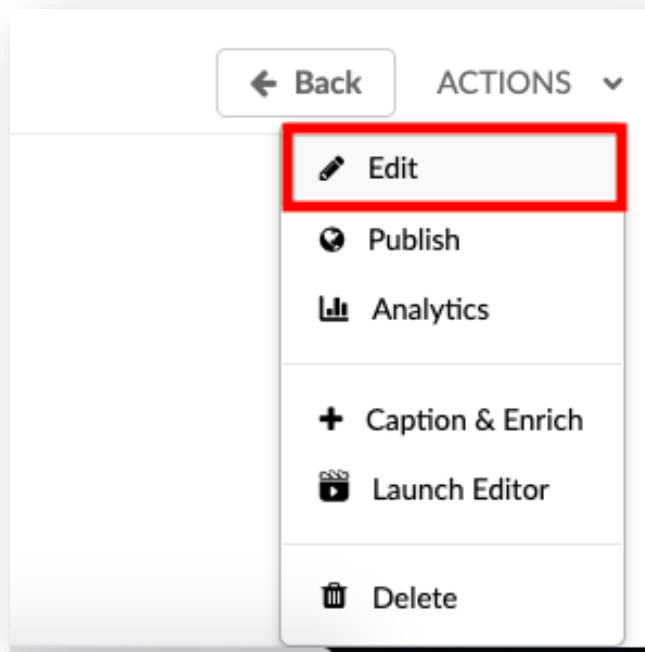 Back ACTIONS
Edit
Publish
Analytics
Caption & Enrich
Launch Editor
Delete